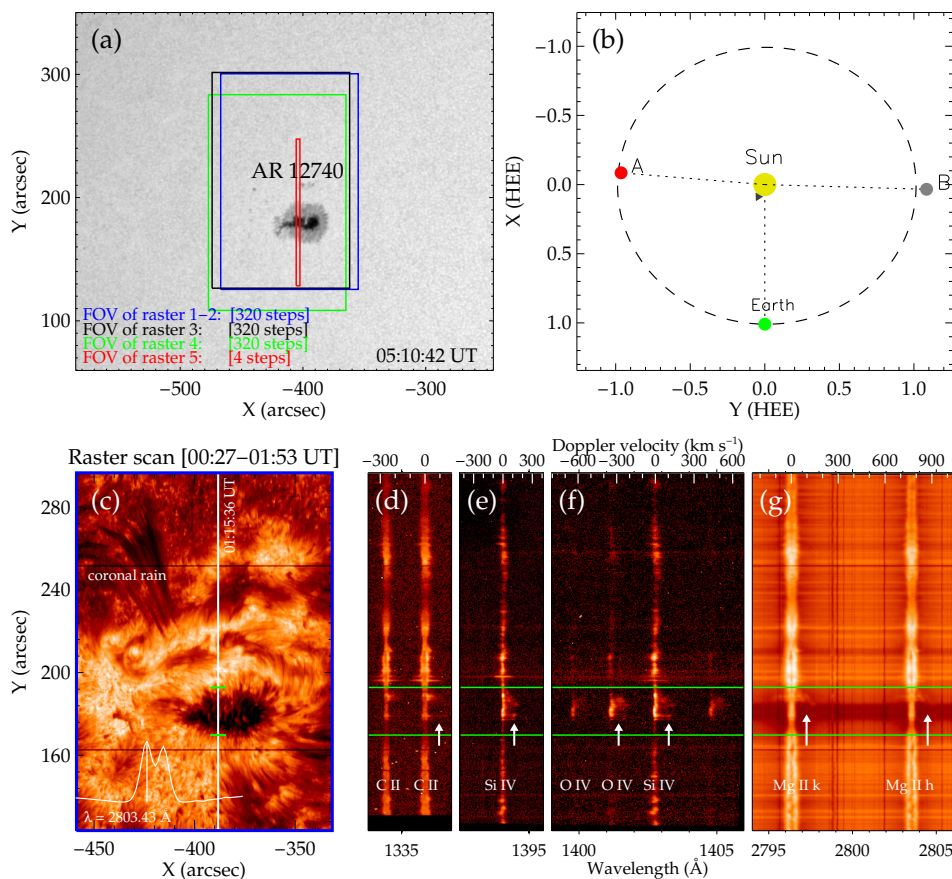 (a)
AR 12740
FOV of raster 1−2: [320 steps]
FOV of raster 3: [320 steps]
FOV of raster 4: [320 steps]
FOV of raster 5: [4 steps]
05:10:42 UT
300
200
100
Y (arcsec)
−500 −400 −300
X (arcsec)
(b)
Sun
A
B
Earth
−1.0
−0.5
0.0
0.5
1.0
X (HEE)
−1.0 −0.5 0.0 0.5 1.0
Y (HEE)
Raster scan [00:27−01:53 UT]
(c)
01:15:36 UT
coronal rain
λ = 2803.43 Å
280
240
200
160
Y (arcsec)
−450 −400 −350
X (arcsec)
Doppler velocity (km s⁻¹)
−300 0
−300 0 300
−600 −300 0 300 600
0 300 600 900
(d)
(e)
(f)
(g)
C II
C II
Si IV
O IV
O IV
Si IV
Mg II k
Mg II h
1335
1395
1400 1405
2795 2800 2805
Wavelength (Å)